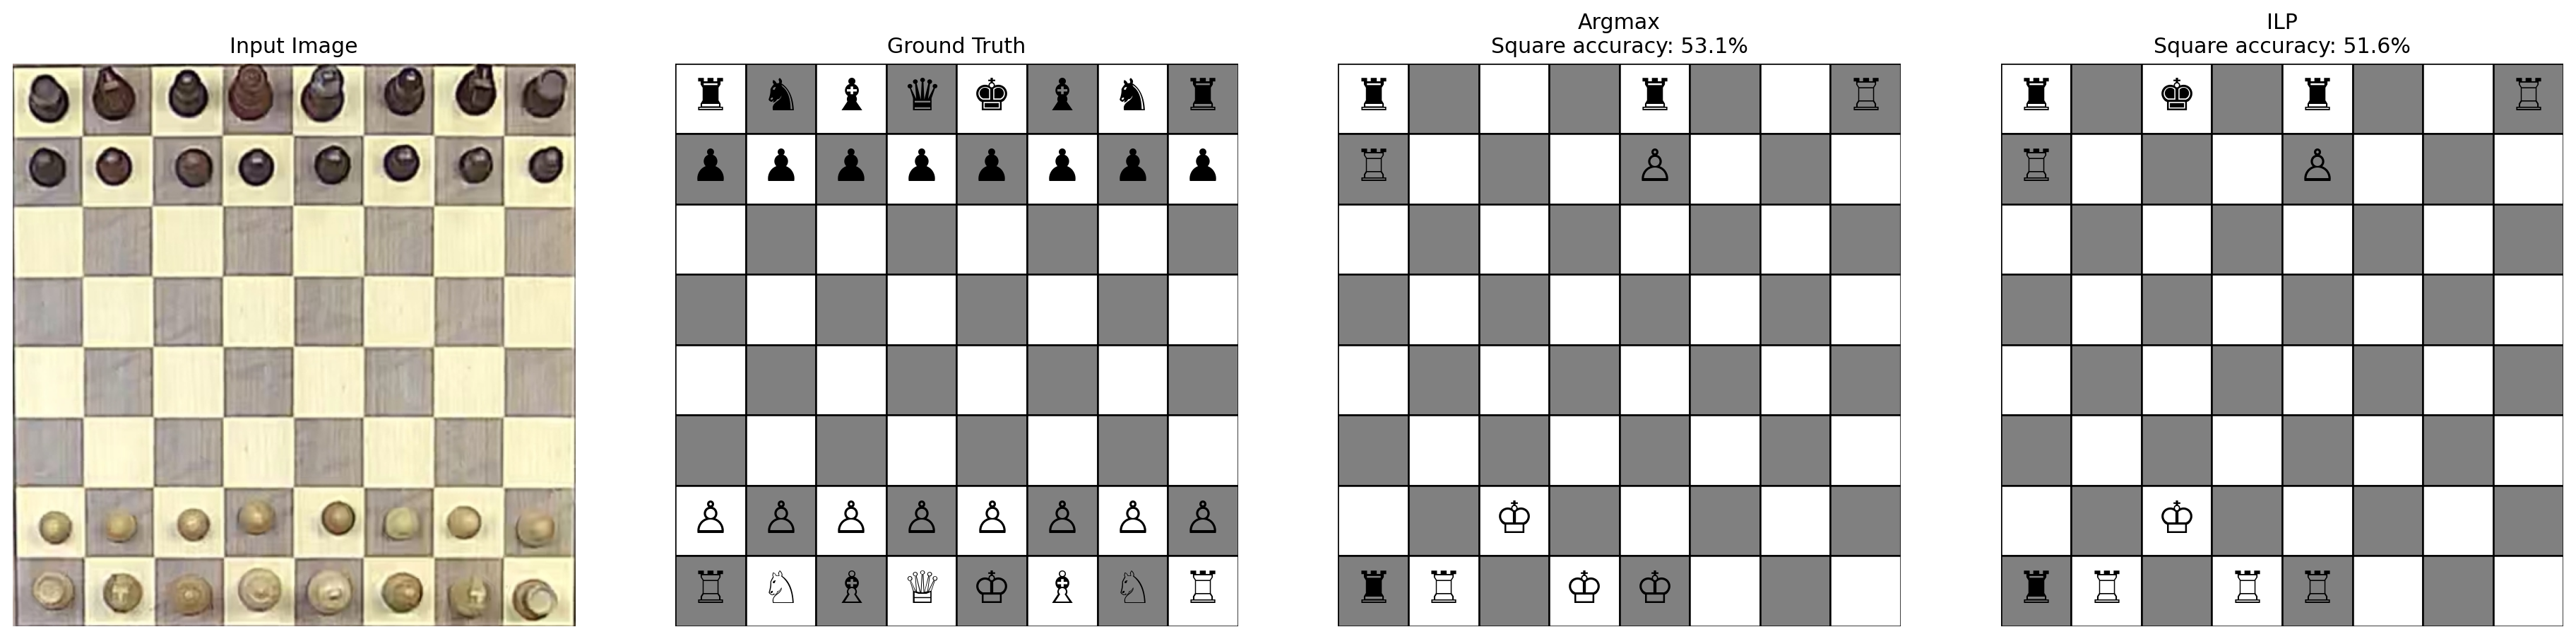 Input Image
Ground Truth
Argmax
Square accuracy: 53.1%
ILP
Square accuracy: 51.6%